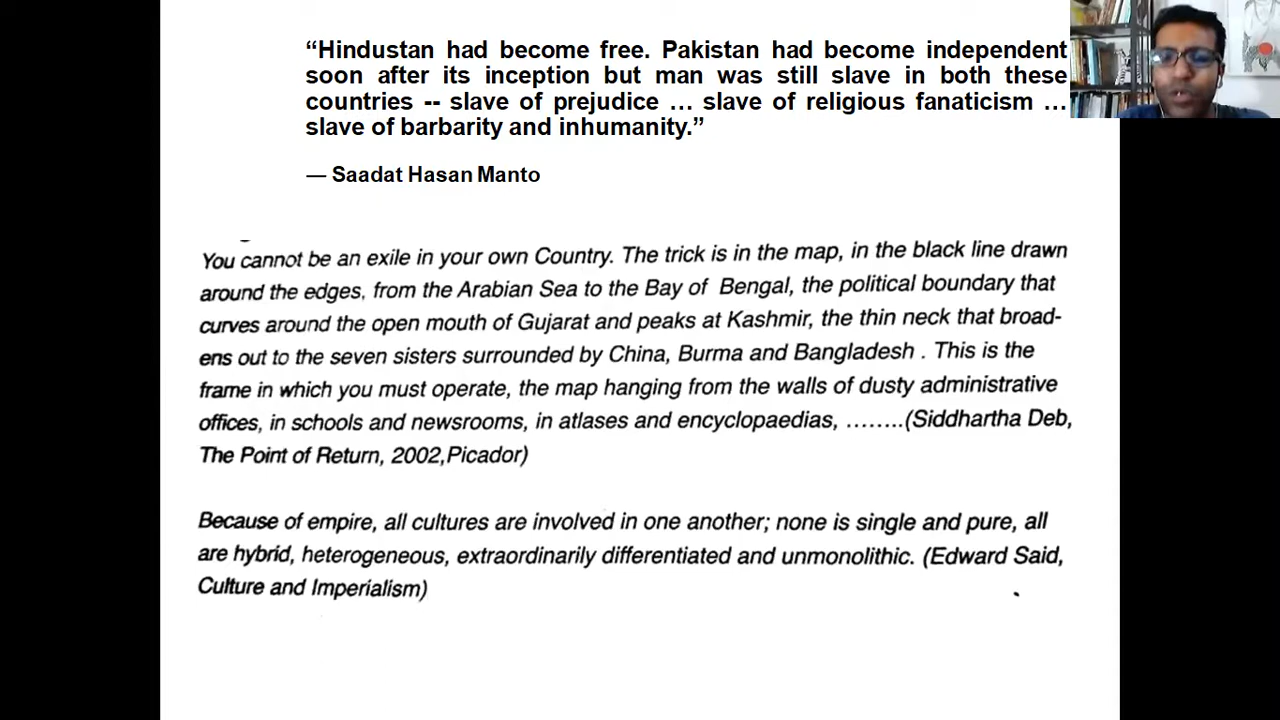 “Hindustan had become free. Pakistan had become independent
soon after its inception but man was still slave in both these
countries -- slave of prejudice … slave of religious fanaticism …
slave of barbarity and inhumanity.”
— Saadat Hasan Manto
You cannot be an exile in your own Country. The trick is in the map, in the black line drawn
around the edges, from the Arabian Sea to the Bay of Bengal, the political boundary that
curves around the open mouth of Gujarat and peaks at Kashmir, the thin neck that broad-
ens out to the seven sisters surrounded by China, Burma and Bangladesh . This is the
frame in which you must operate, the map hanging from the walls of dusty administrative
offices, in schools and newsrooms, in atlases and encyclopaedias, ……..(Siddhartha Deb,
The Point of Return, 2002,Picador)
Because of empire, all cultures are involved in one another; none is single and pure, all
are hybrid, heterogeneous, extraordinarily differentiated and unmonolithic. (Edward Said,
Culture and Imperialism)